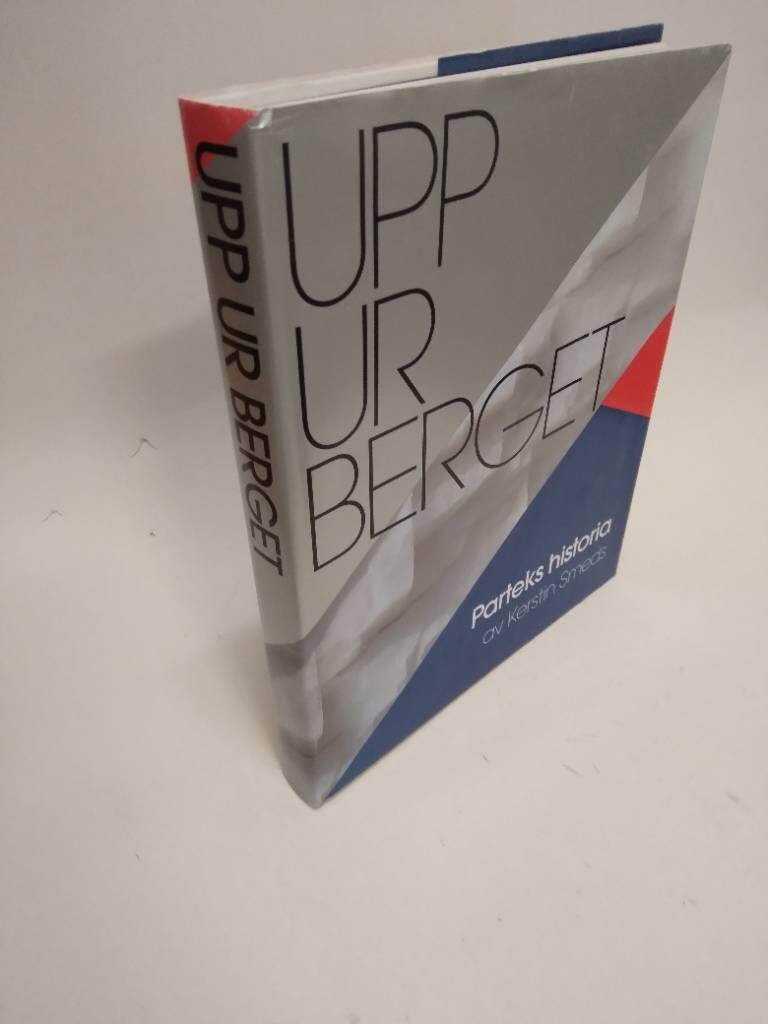 UPP UR BERGET
UPP
UR
BERGET
Parteks historia
av Kerstin Smeds